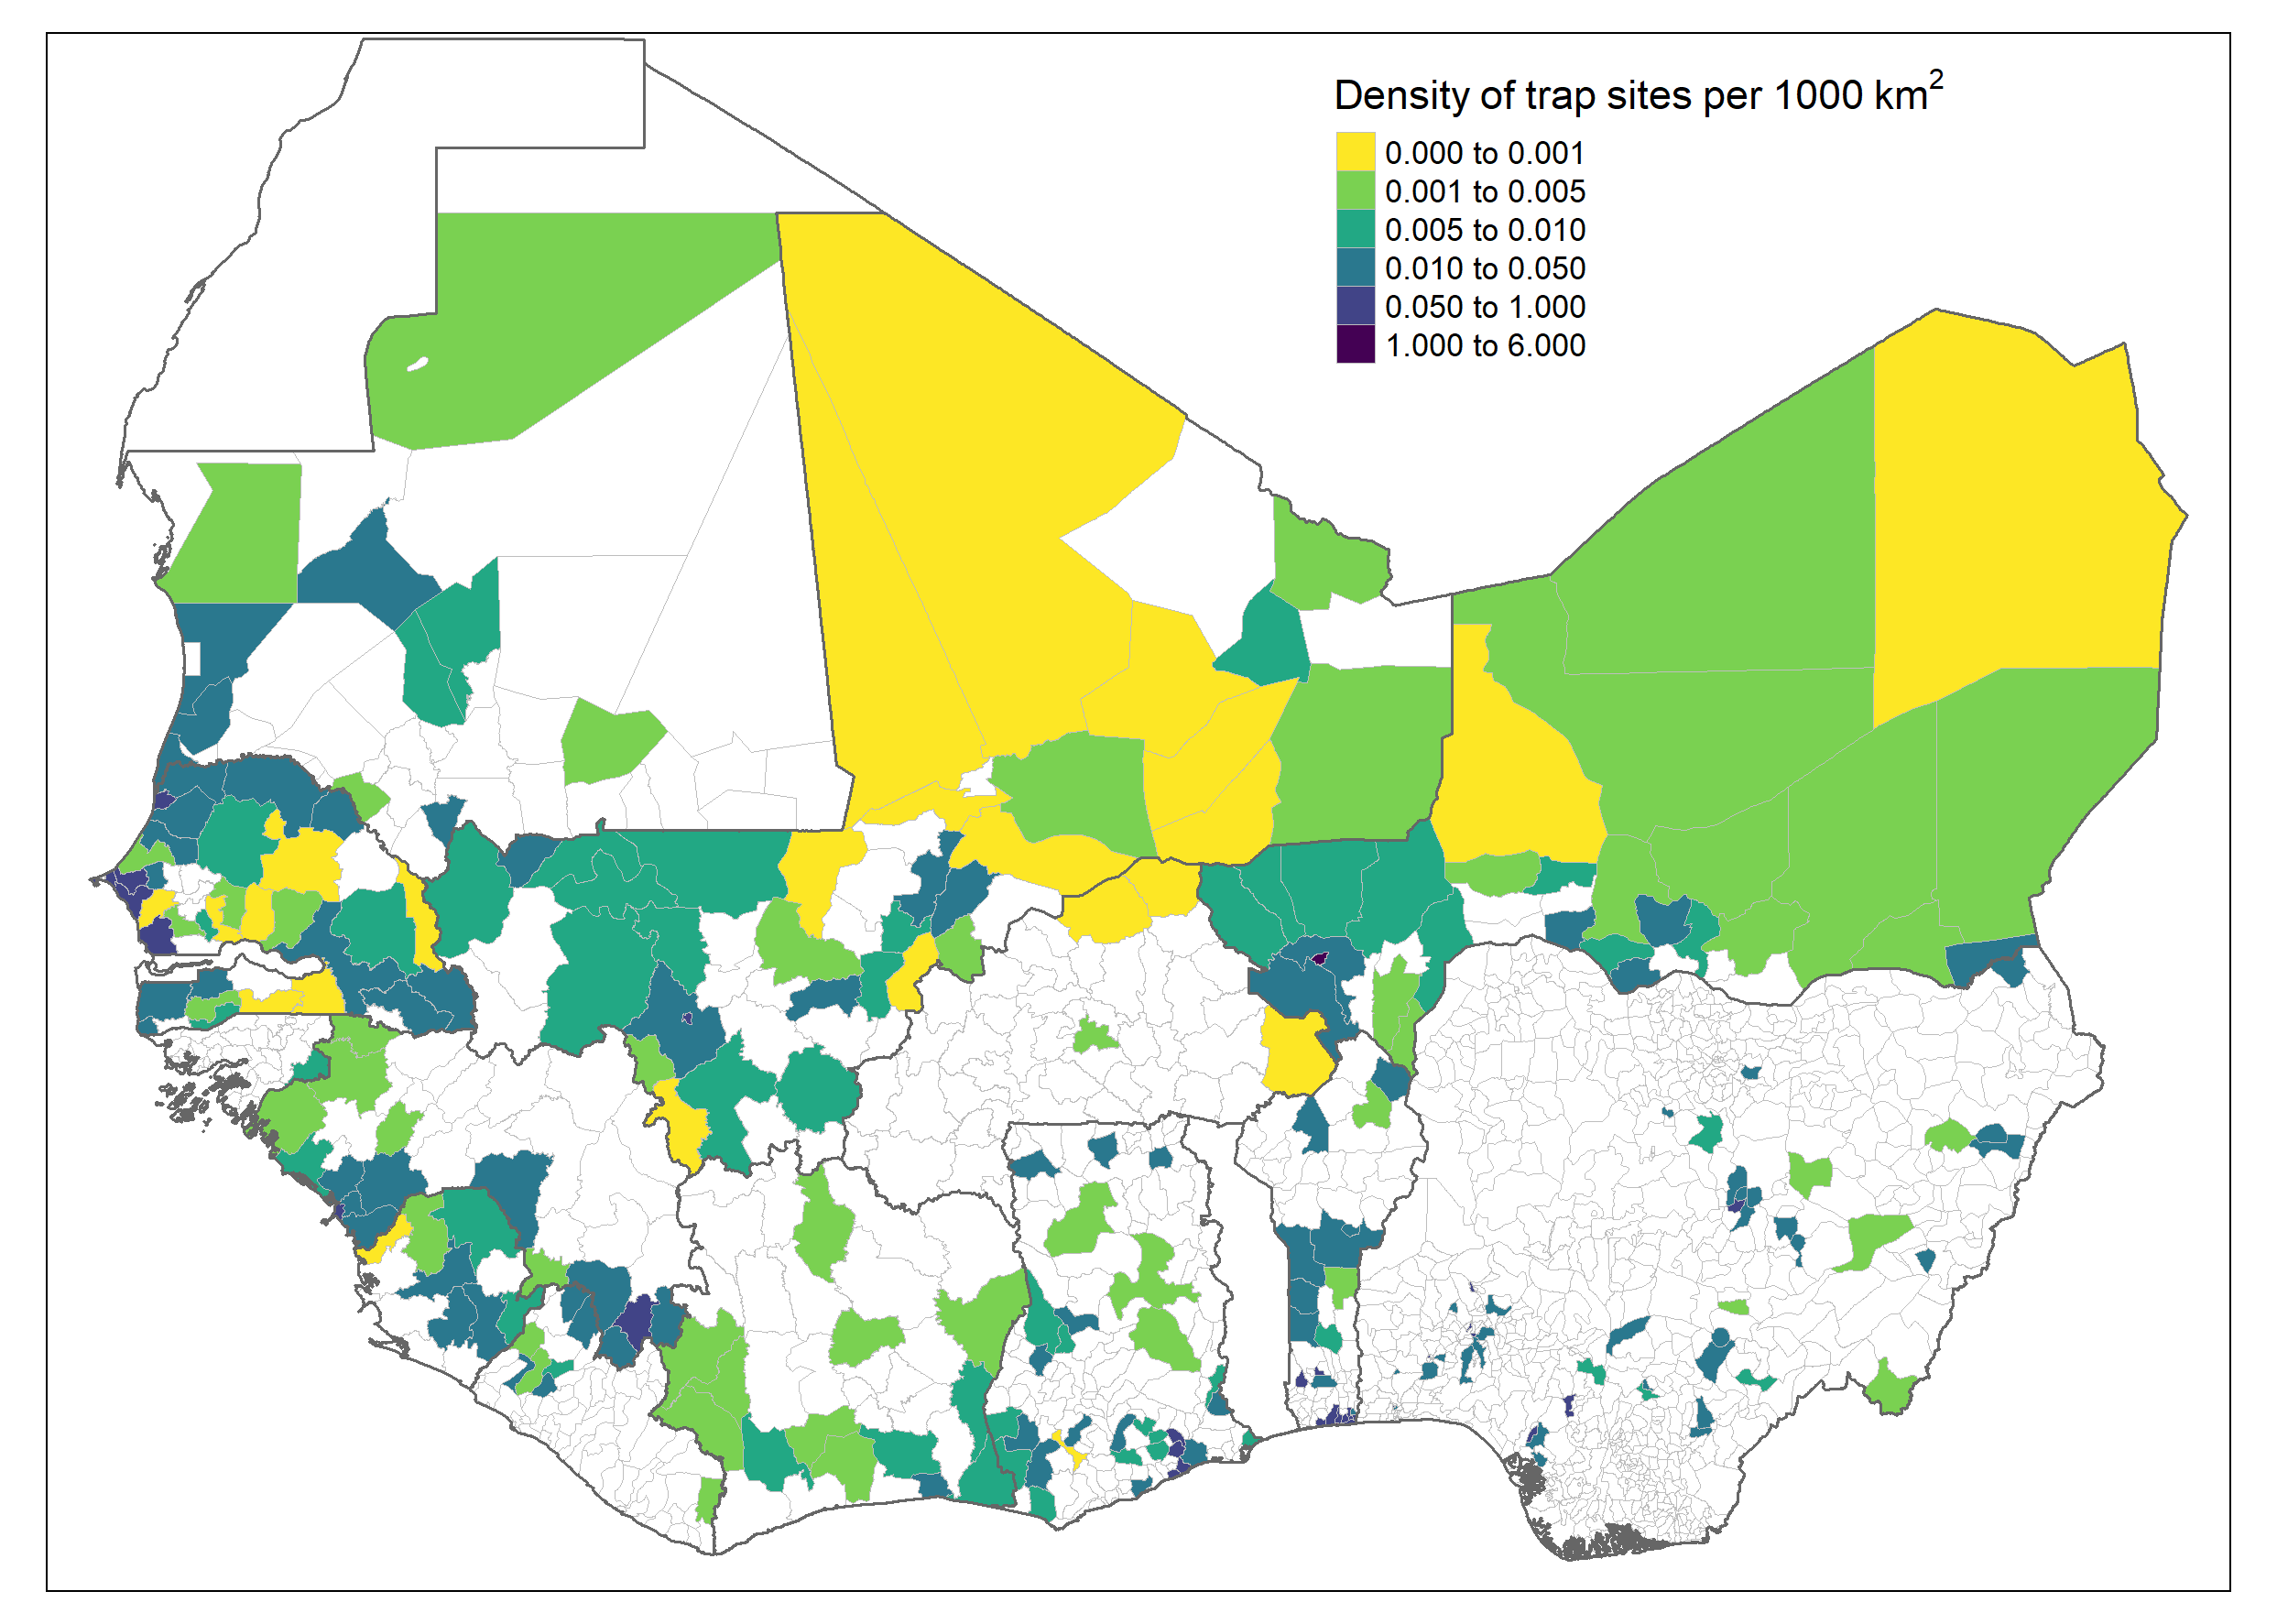 Density of trap sites per 1000 km²
0.000 to 0.001
0.001 to 0.005
0.005 to 0.010
0.010 to 0.050
0.050 to 1.000
1.000 to 6.000